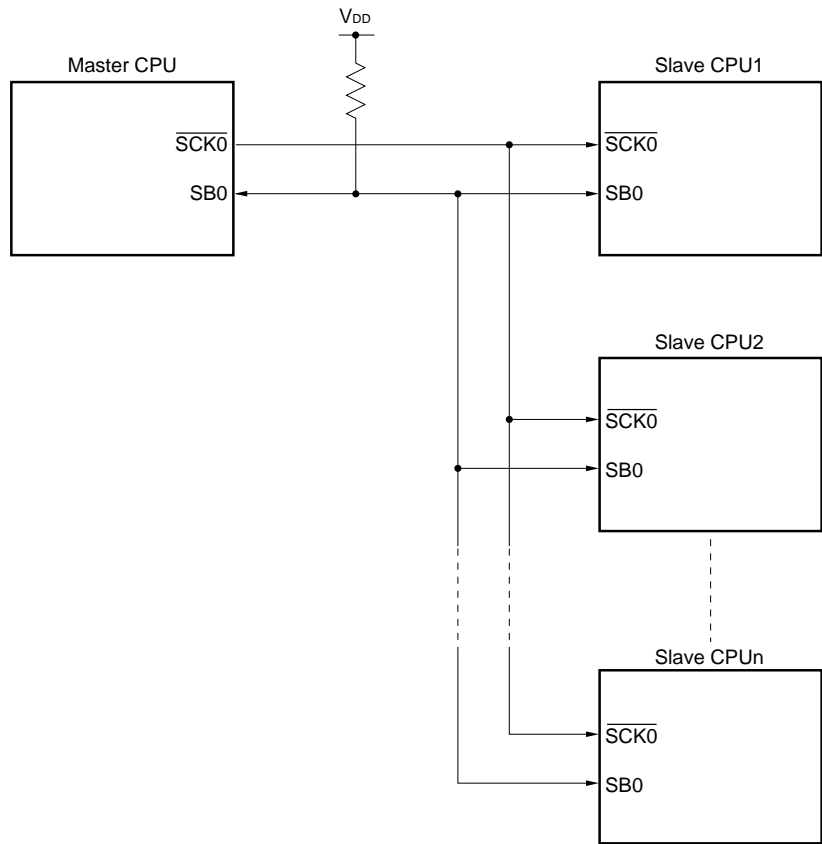 VDD
Master CPU
Slave CPU1
SCK0
SCK0
SB0
SB0
Slave CPU2
SCK0
SB0
Slave CPUn
SCK0
SB0